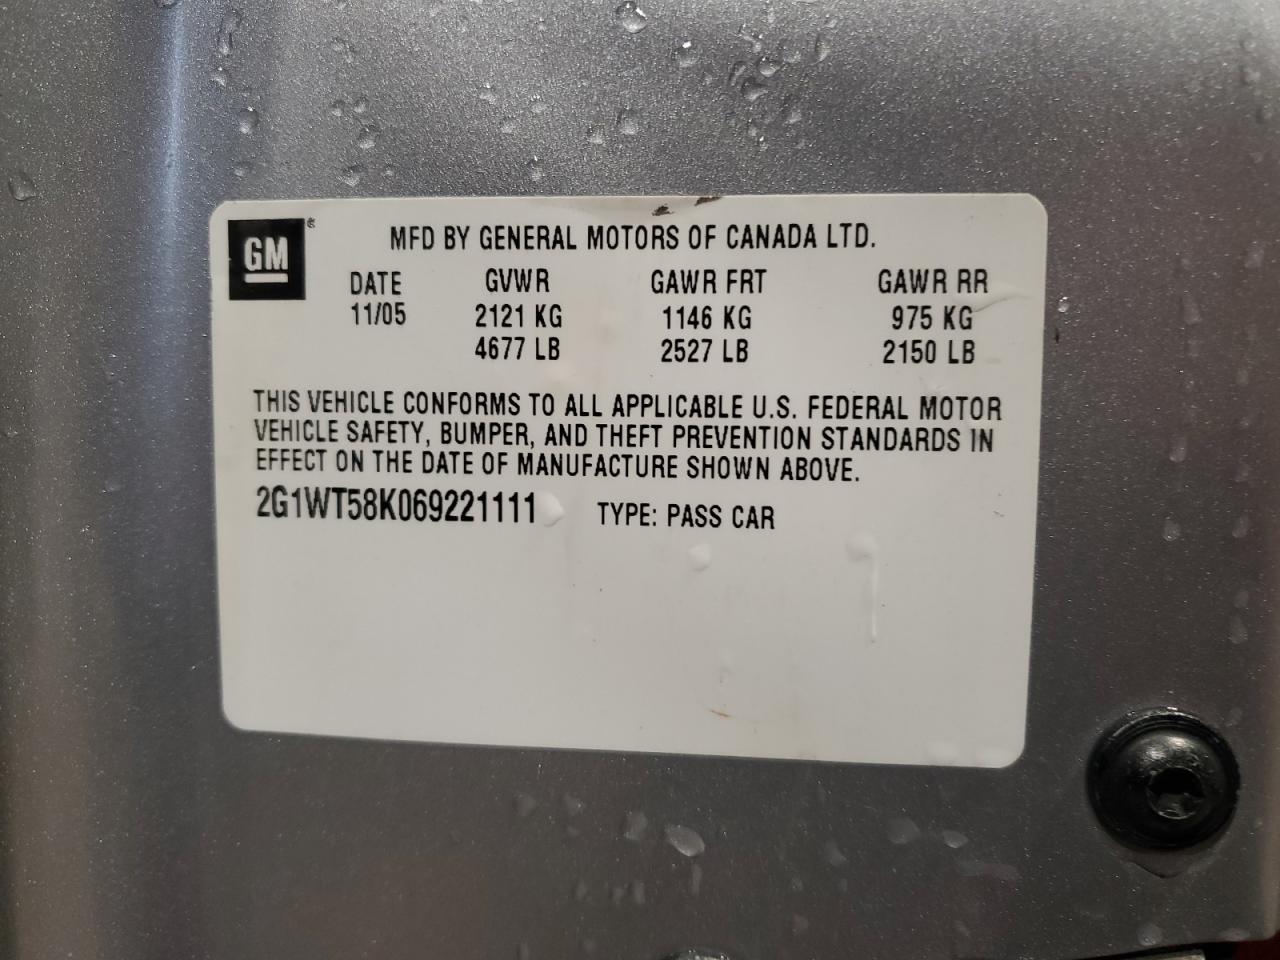 GM®
MFD BY GENERAL MOTORS OF CANADA LTD.
DATE GVWR GAWR FRT GAWR RR
11/05 2121 KG 1146 KG 975 KG
4677 LB 2527 LB 2150 LB
THIS VEHICLE CONFORMS TO ALL APPLICABLE U.S. FEDERAL MOTOR
VEHICLE SAFETY, BUMPER, AND THEFT PREVENTION STANDARDS IN
EFFECT ON THE DATE OF MANUFACTURE SHOWN ABOVE.
2G1WT58K069221111 TYPE: PASS CAR